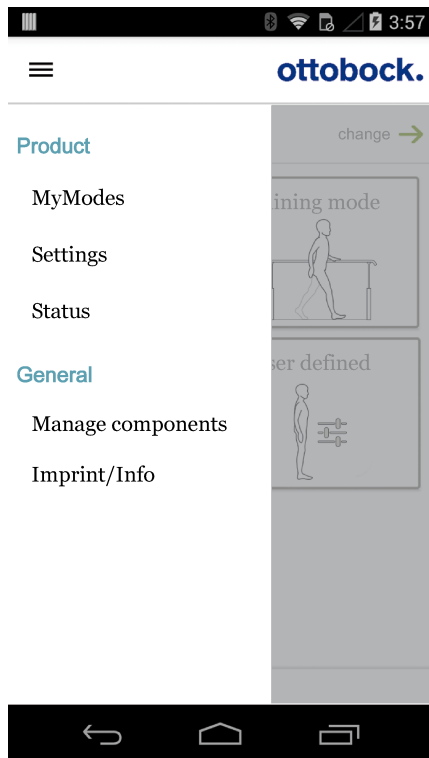 3:57
ottobock.
Product
change
MyModes
ining mode
Settings
Status
ser defined
General
Manage components
Imprint/Info